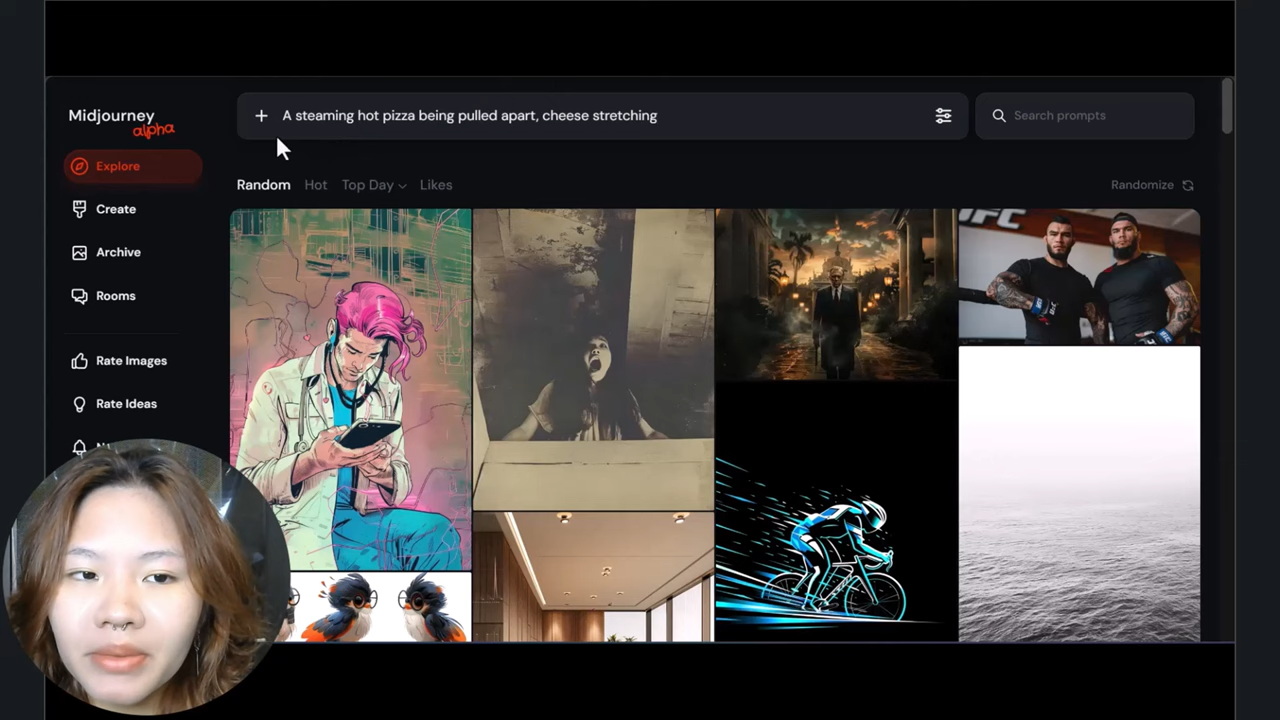 Midjourney
alpha
A steaming hot pizza being pulled apart, cheese stretching
Search prompts
Explore
Create
Archive
Rooms
Rate Images
Rate Ideas
Random
Hot
Top Day
Likes
Randomize
UFC